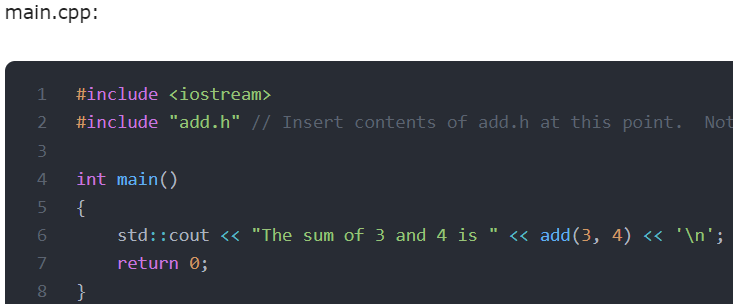 main.cpp:
1 #include <iostream>
2 #include "add.h" // Insert contents of add.h at this point.  Not
3
4 int main()
5 {
6     std::cout << "The sum of 3 and 4 is " << add(3, 4) << '\n';
7     return 0;
8 }